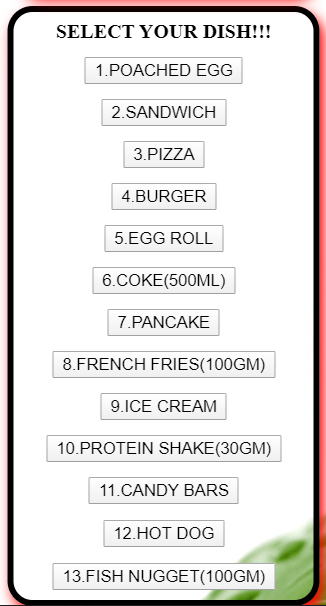 SELECT YOUR DISH!!!
1.POACHED EGG
2.SANDWICH
3.PIZZA
4.BURGER
5.EGG ROLL
6.COKE(500ML)
7.PANCAKE
8.FRENCH FRIES(100GM)
9.ICE CREAM
10.PROTEIN SHAKE(30GM)
11.CANDY BARS
12.HOT DOG
13.FISH NUGGET(100GM)